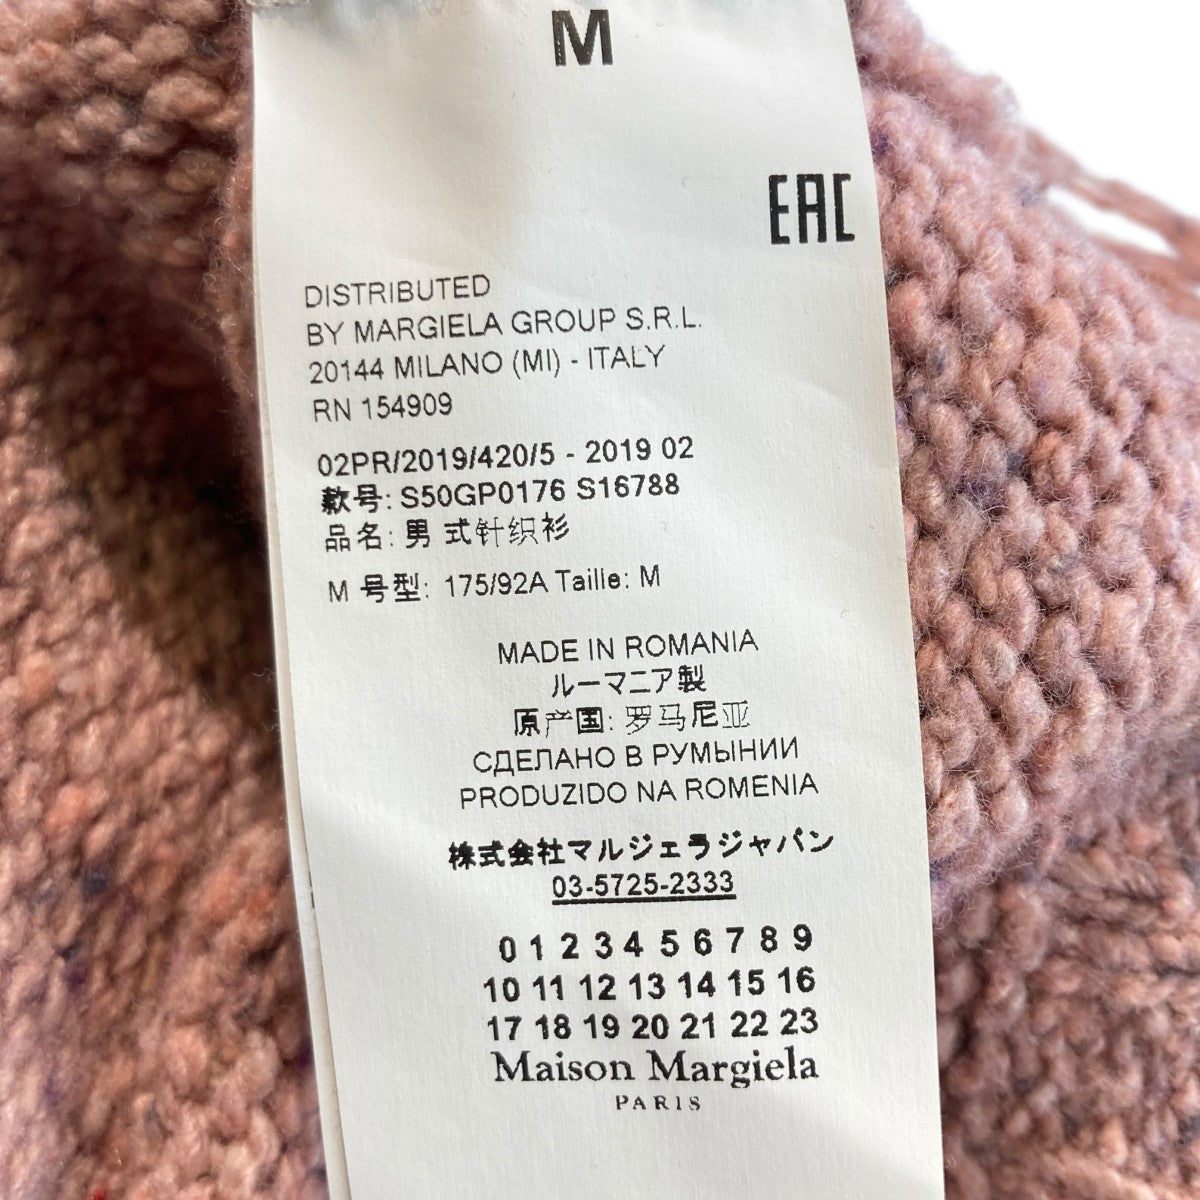 M
EAC
DISTRIBUTED
BY MARGIELA GROUP S.R.L.
20144 MILANO (MI) - ITALY
RN 154909
02PR/2019/420/5 - 2019 02
款号: S50GP0176 S16788
品名: 男 式针织衫
M 号型: 175/92A Taille: M
MADE IN ROMANIA
ルーマニア製
原产国: 罗马尼亚
СДЕЛАНО В РУМЫНИИ
PRODUZIDO NA ROMENIA
株式会社マルジェラジャパン
03-5725-2333
0 1 2 3 4 5 6 7 8 9
10 11 12 13 14 15 16
17 18 19 20 21 22 23
Maison Margiela
PARIS